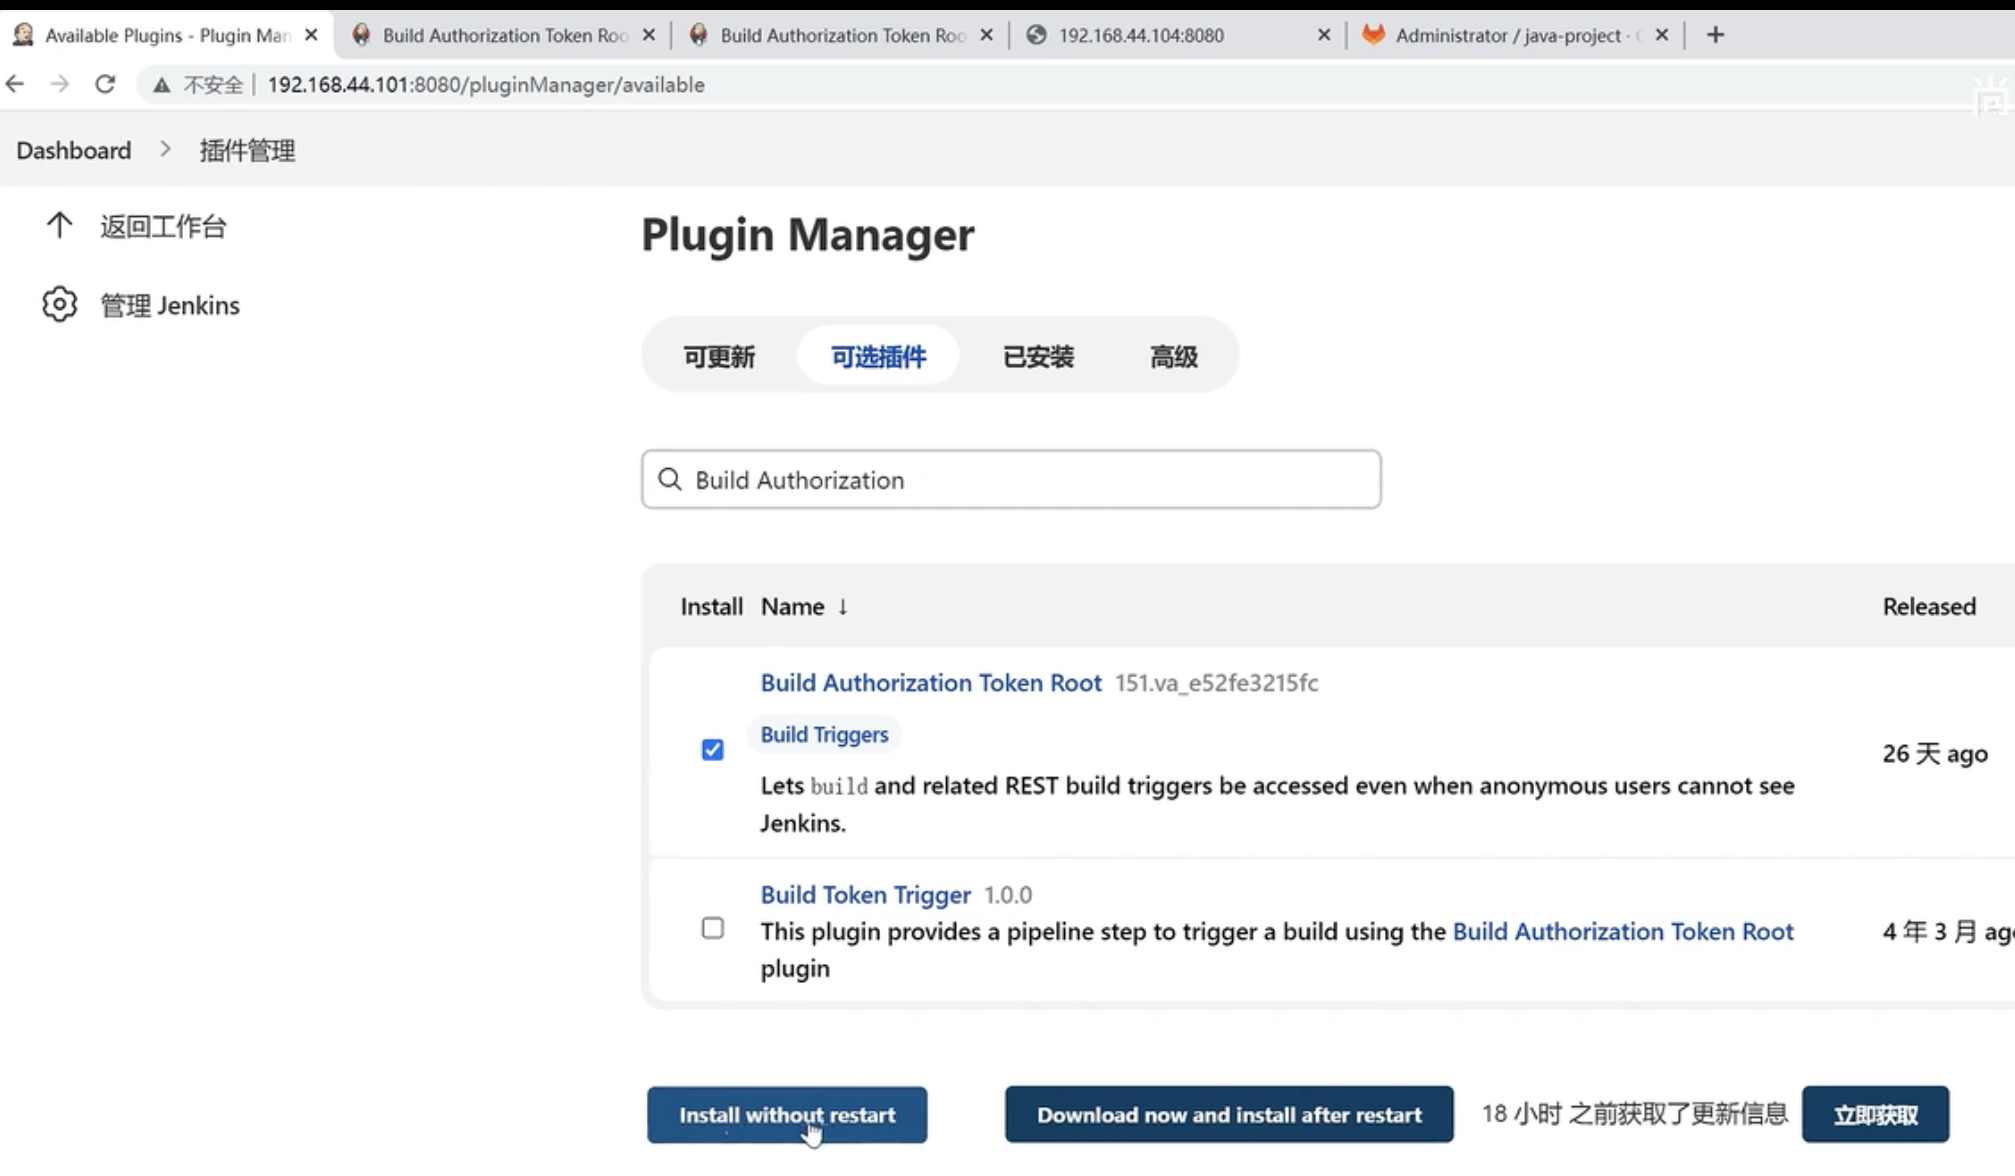 Available Plugins - Plugin Man
Build Authorization Token Roo
Build Authorization Token Roo
192.168.44.104:8080
Administrator / java-project ·
不安全
192.168.44.101:8080/pluginManager/available
尚
Dashboard
插件管理
返回工作台
管理 Jenkins
Plugin Manager
可更新
可选插件
已安装
高级
Build Authorization
Install Name ↓ Released
Build Authorization Token Root 151.va_e52fe3215fc
Build Triggers
26 天 ago
Lets build and related REST build triggers be accessed even when anonymous users cannot see
Jenkins.
Build Token Trigger 1.0.0
This plugin provides a pipeline step to trigger a build using the Build Authorization Token Root
plugin
4 年 3 月 ag
Install without restart
Download now and install after restart
18 小时 之前获取了更新信息
立即获取